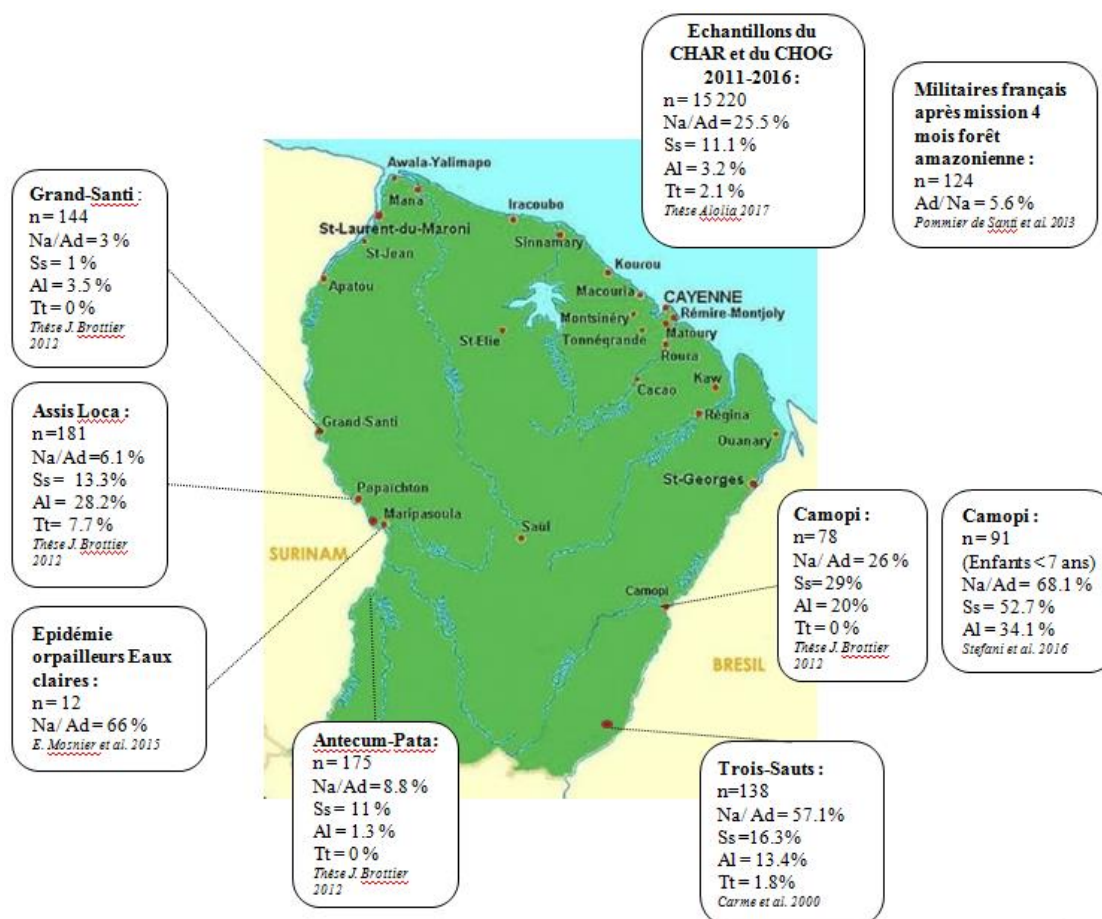 Echantillons du
CHAR et du CHOG
2011-2016 :
n = 15 220
Na/Ad = 25.5 %
Ss = 11.1 %
Al = 3.2 %
Tt = 2.1 %
Thèse Alolia 2017
Militaires français
après mission 4
mois forêt
amazonienne :
n = 124
Ad/ Na = 5.6 %
Pommier de Santi et al. 2013
Grand-Santi :
n = 144
Na/Ad = 3 %
Ss = 1 %
Al = 3.5 %
Tt = 0 %
Thèse J. Brottier
2012
Assis Loca :
n=181
Na/Ad=6.1 %
Ss = 13.3%
Al = 28.2%
Tt= 7.7 %
Thèse J. Brottier
2012
Epidémie
orpailleurs Eaux
claires :
n = 12
Na/ Ad = 66 %
E. Mosnier et al. 2015
Awala-Yalimapo
Mana
St-Laurent-du-Maroni
St-Jean
Apatou
Iracoubo
Sinnamary
Kourou
Macouria
CAYENNE
Montsinéry
Rémire-Montjoly
Matoury
Tonnégrande
Roura
St-Elie
Cacao
Kaw
Régina
Ouanary
Grand-Santi
St-Georges
Papaichton
Maripasoula
Saül
SURINAM
Camopi
BRESIL
Camopi :
n=78
Na/ Ad = 26 %
Ss=29%
Al = 20%
Tt = 0 %
Thèse J. Brottier
2012
Camopi :
n = 91
(Enfants < 7 ans)
Na/Ad = 68.1 %
Ss = 52.7 %
Al = 34.1 %
Stefani et al. 2016
Antecum-Pata:
n = 175
Na/Ad =8.8 %
Ss = 11 %
Al = 1.3 %
Tt = 0 %
Thèse J. Brottier
2012
Trois-Sauts :
n=138
Na/ Ad = 57.1%
Ss =16.3%
Al = 13.4%
Tt = 1.8%
Carme et al. 2000